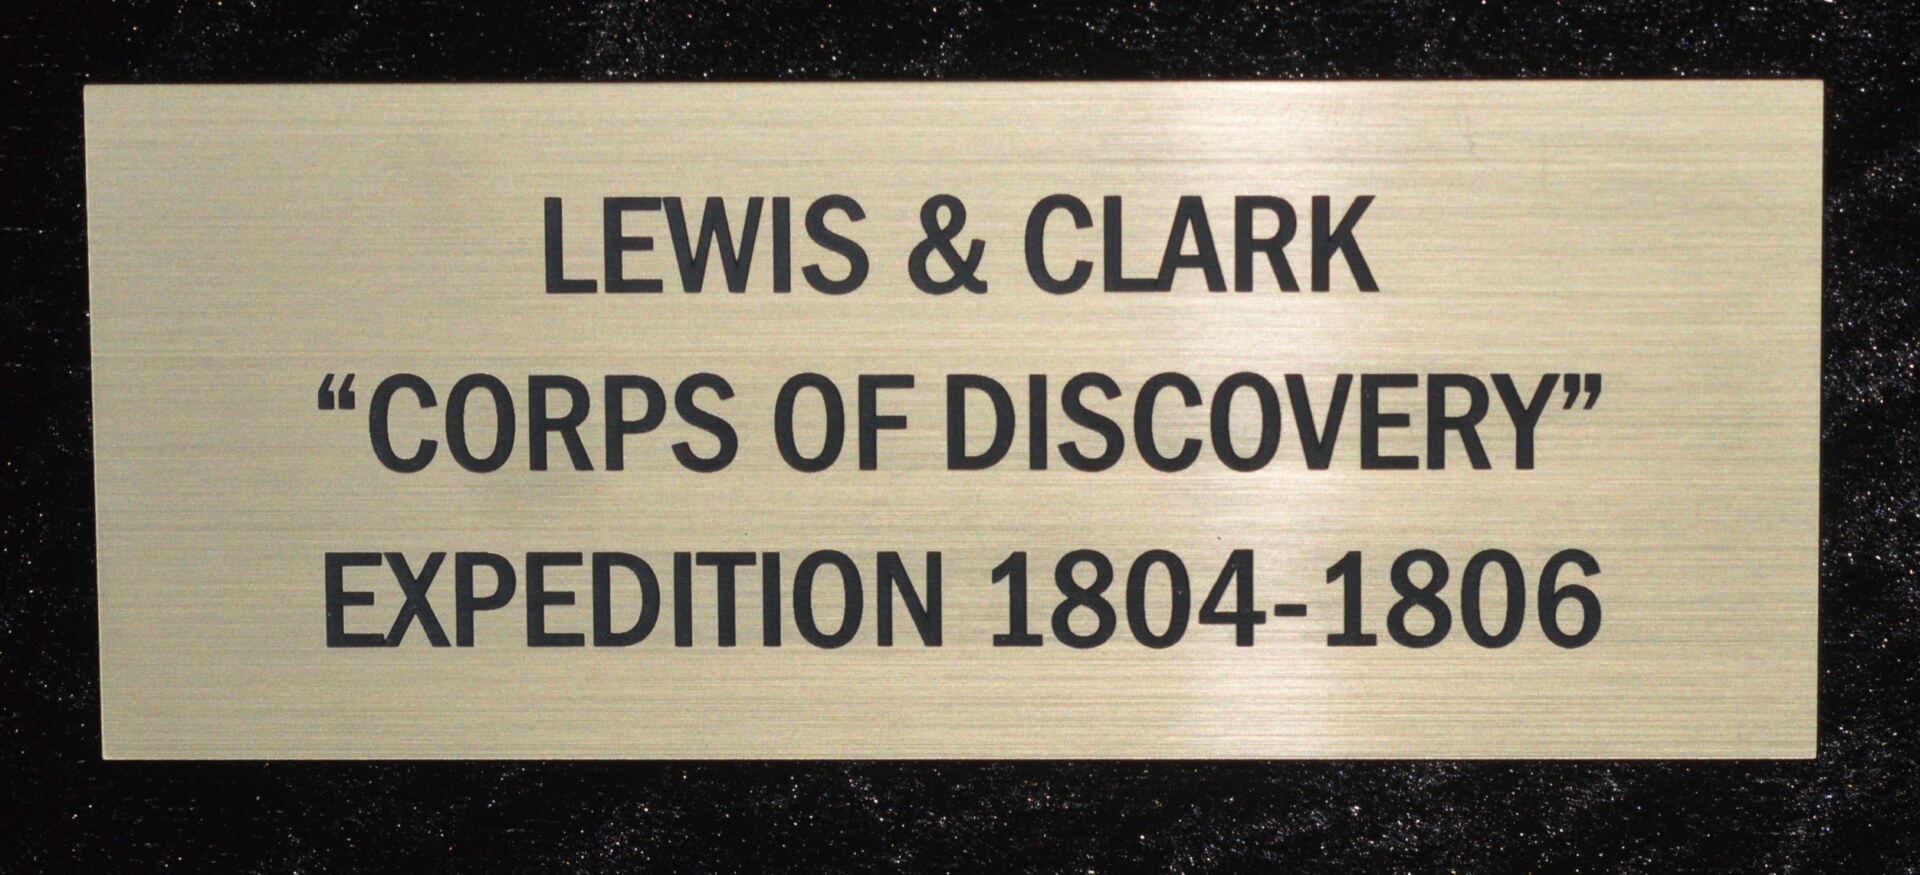 LEWIS & CLARK
“CORPS OF DISCOVERY”
EXPEDITION 1804-1806